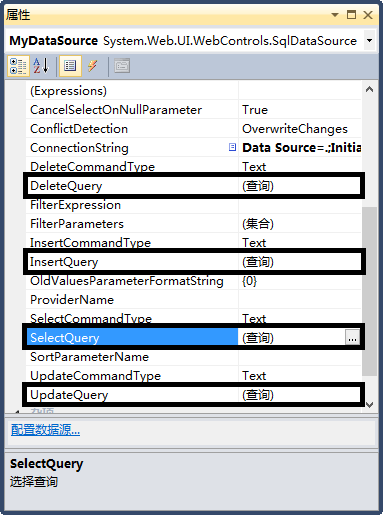 属性
MyDataSource System.Web.UI.WebControls.SqlDataSource
(Expressions)
CancelSelectOnNullParameter True
ConflictDetection OverwriteChanges
ConnectionString Data Source=.;Initia
DeleteCommandType Text
DeleteQuery (查询)
FilterExpression
FilterParameters (集合)
InsertCommandType Text
InsertQuery (查询)
OldValuesParameterFormatString {0}
ProviderName
SelectCommandType Text
SelectQuery (查询) ...
SortParameterName
UpdateCommandType Text
UpdateQuery (查询)
配置数据源...
SelectQuery
选择查询